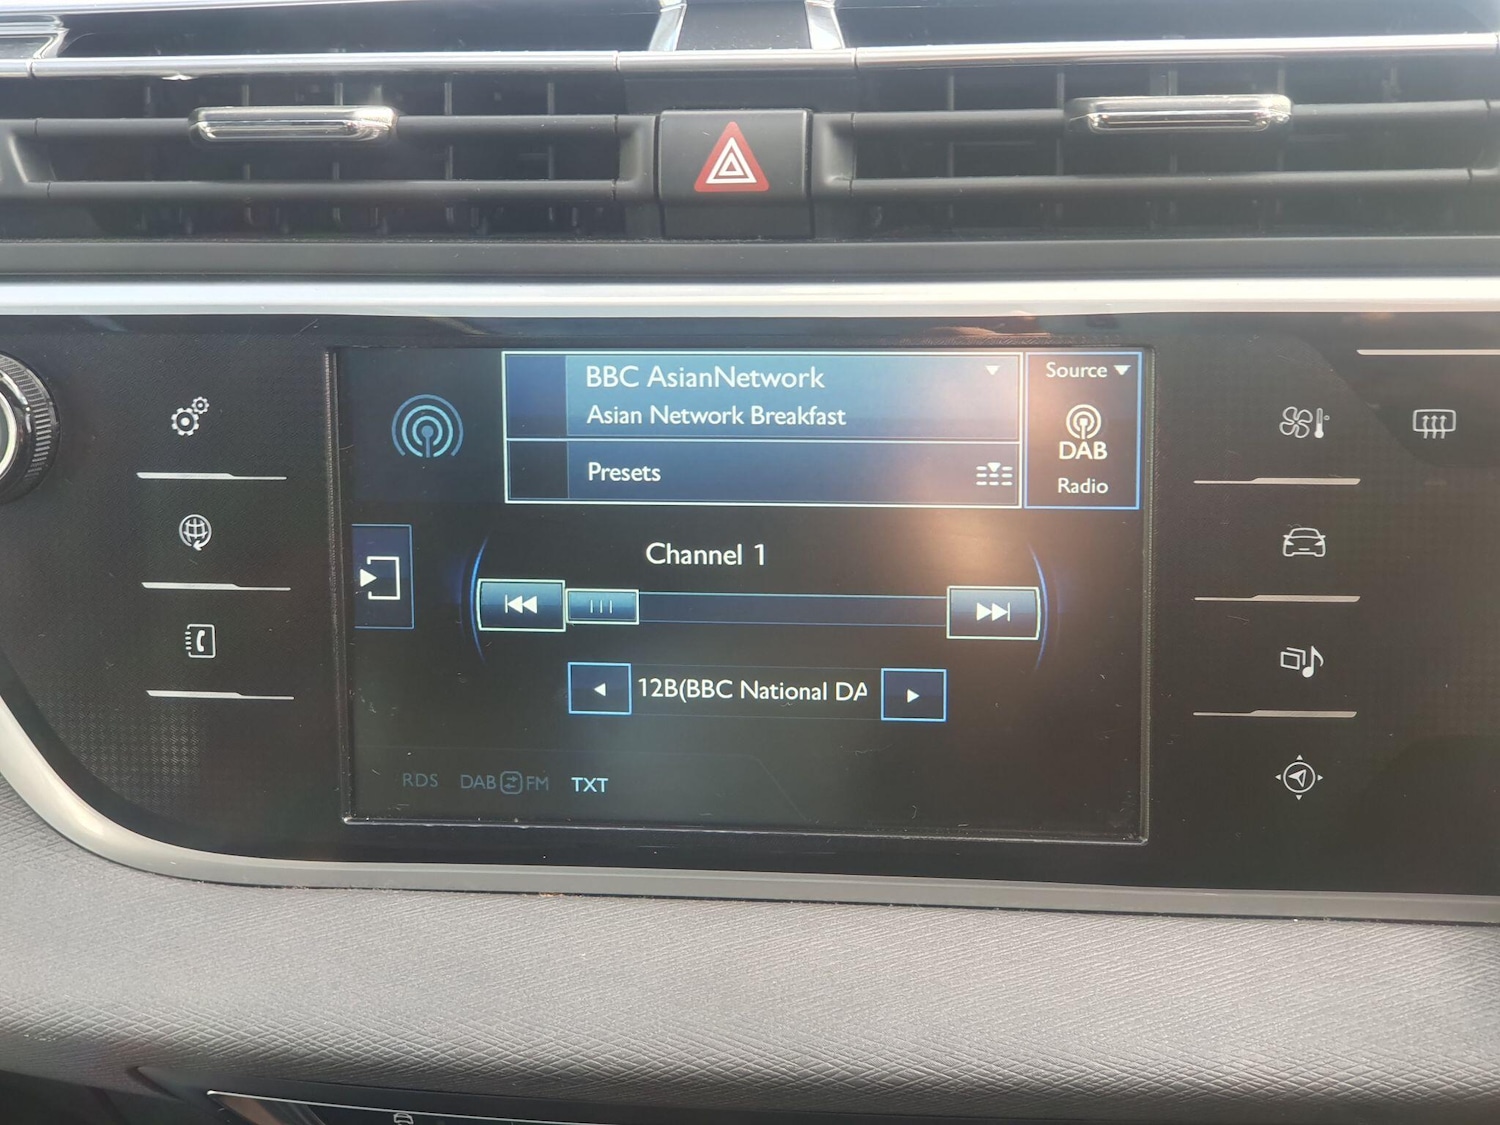 BBC AsianNetwork
Asian Network Breakfast
Presets
Source
DAB
Radio
Channel 1
12B(BBC National DA
RDS DAB FM TXT